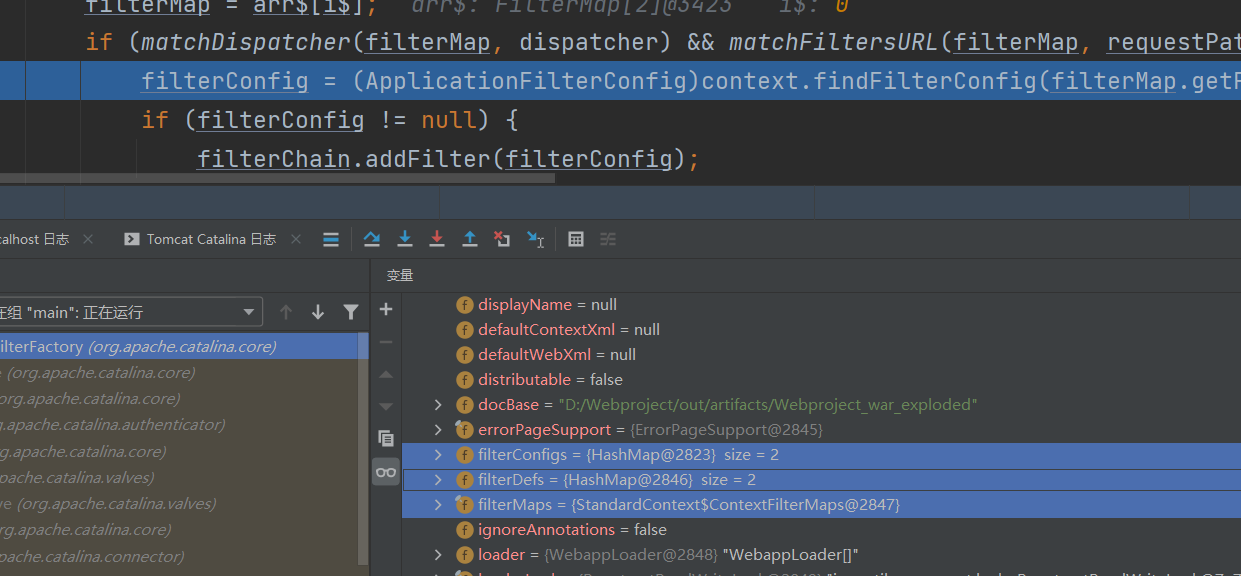 filterMap = arr$[i$]; arr$: FilterMap[2]@3423 i$: 0
if (matchDispatcher(filterMap, dispatcher) && matchFiltersURL(filterMap, requestPat
filterConfig = (ApplicationFilterConfig)context.findFilterConfig(filterMap.getF
if (filterConfig != null) {
filterChain.addFilter(filterConfig);
calhost 日志 Tomcat Catalina 日志
变量
在组 "main": 正在运行
ilterFactory (org.apache.catalina.core)
e (org.apache.catalina.core)
org.apache.catalina.core)
g.apache.catalina.authenticator)
g.apache.catalina.core)
pache.catalina.valves)
ve (org.apache.catalina.valves)
rg.apache.catalina.core)
pache.catalina.connector)
displayName = null
defaultContextXml = null
defaultWebXml = null
distributable = false
docBase = "D:/Webproject/out/artifacts/Webproject_war_exploded"
errorPageSupport = {ErrorPageSupport@2845}
filterConfigs = {HashMap@2823} size = 2
filterDefs = {HashMap@2846} size = 2
filterMaps = {StandardContext$ContextFilterMaps@2847}
ignoreAnnotations = false
loader = {WebappLoader@2848} "WebappLoader[]"